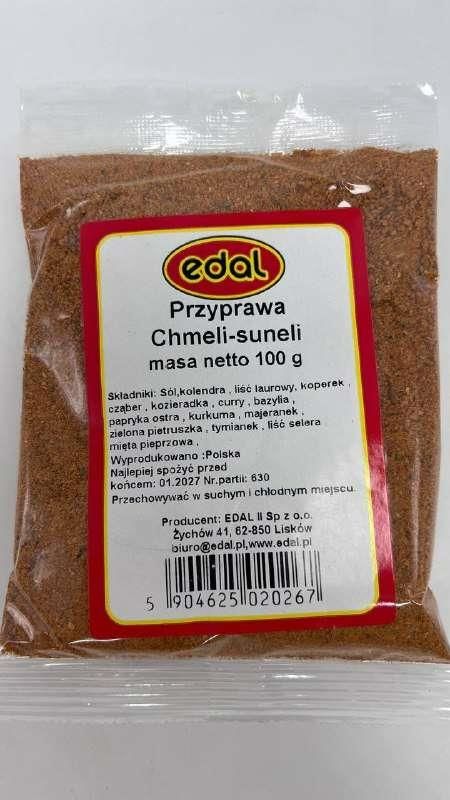 edal
Przyprawa
Chmeli-suneli
masa netto 100 g
Składniki: Sól,kolendra , liść laurowy, koperek ,
cząber , kozieradka , curry , bazylia ,
papryka ostra , kurkuma , majeranek ,
zielona pietruszka , tymianek , liść selera
mięta pieprzowa ,
Wyprodukowano :Polska
Najlepiej spożyć przed
końcem: 01.2027 Nr.partii: 630
Przechowywać w suchym i chłodnym miejscu.
Producent: EDAL II Sp z o.o.
Żychów 41, 62-850 Lisków
biuro@edal.pl,www.edal.pl
5 904625 020267